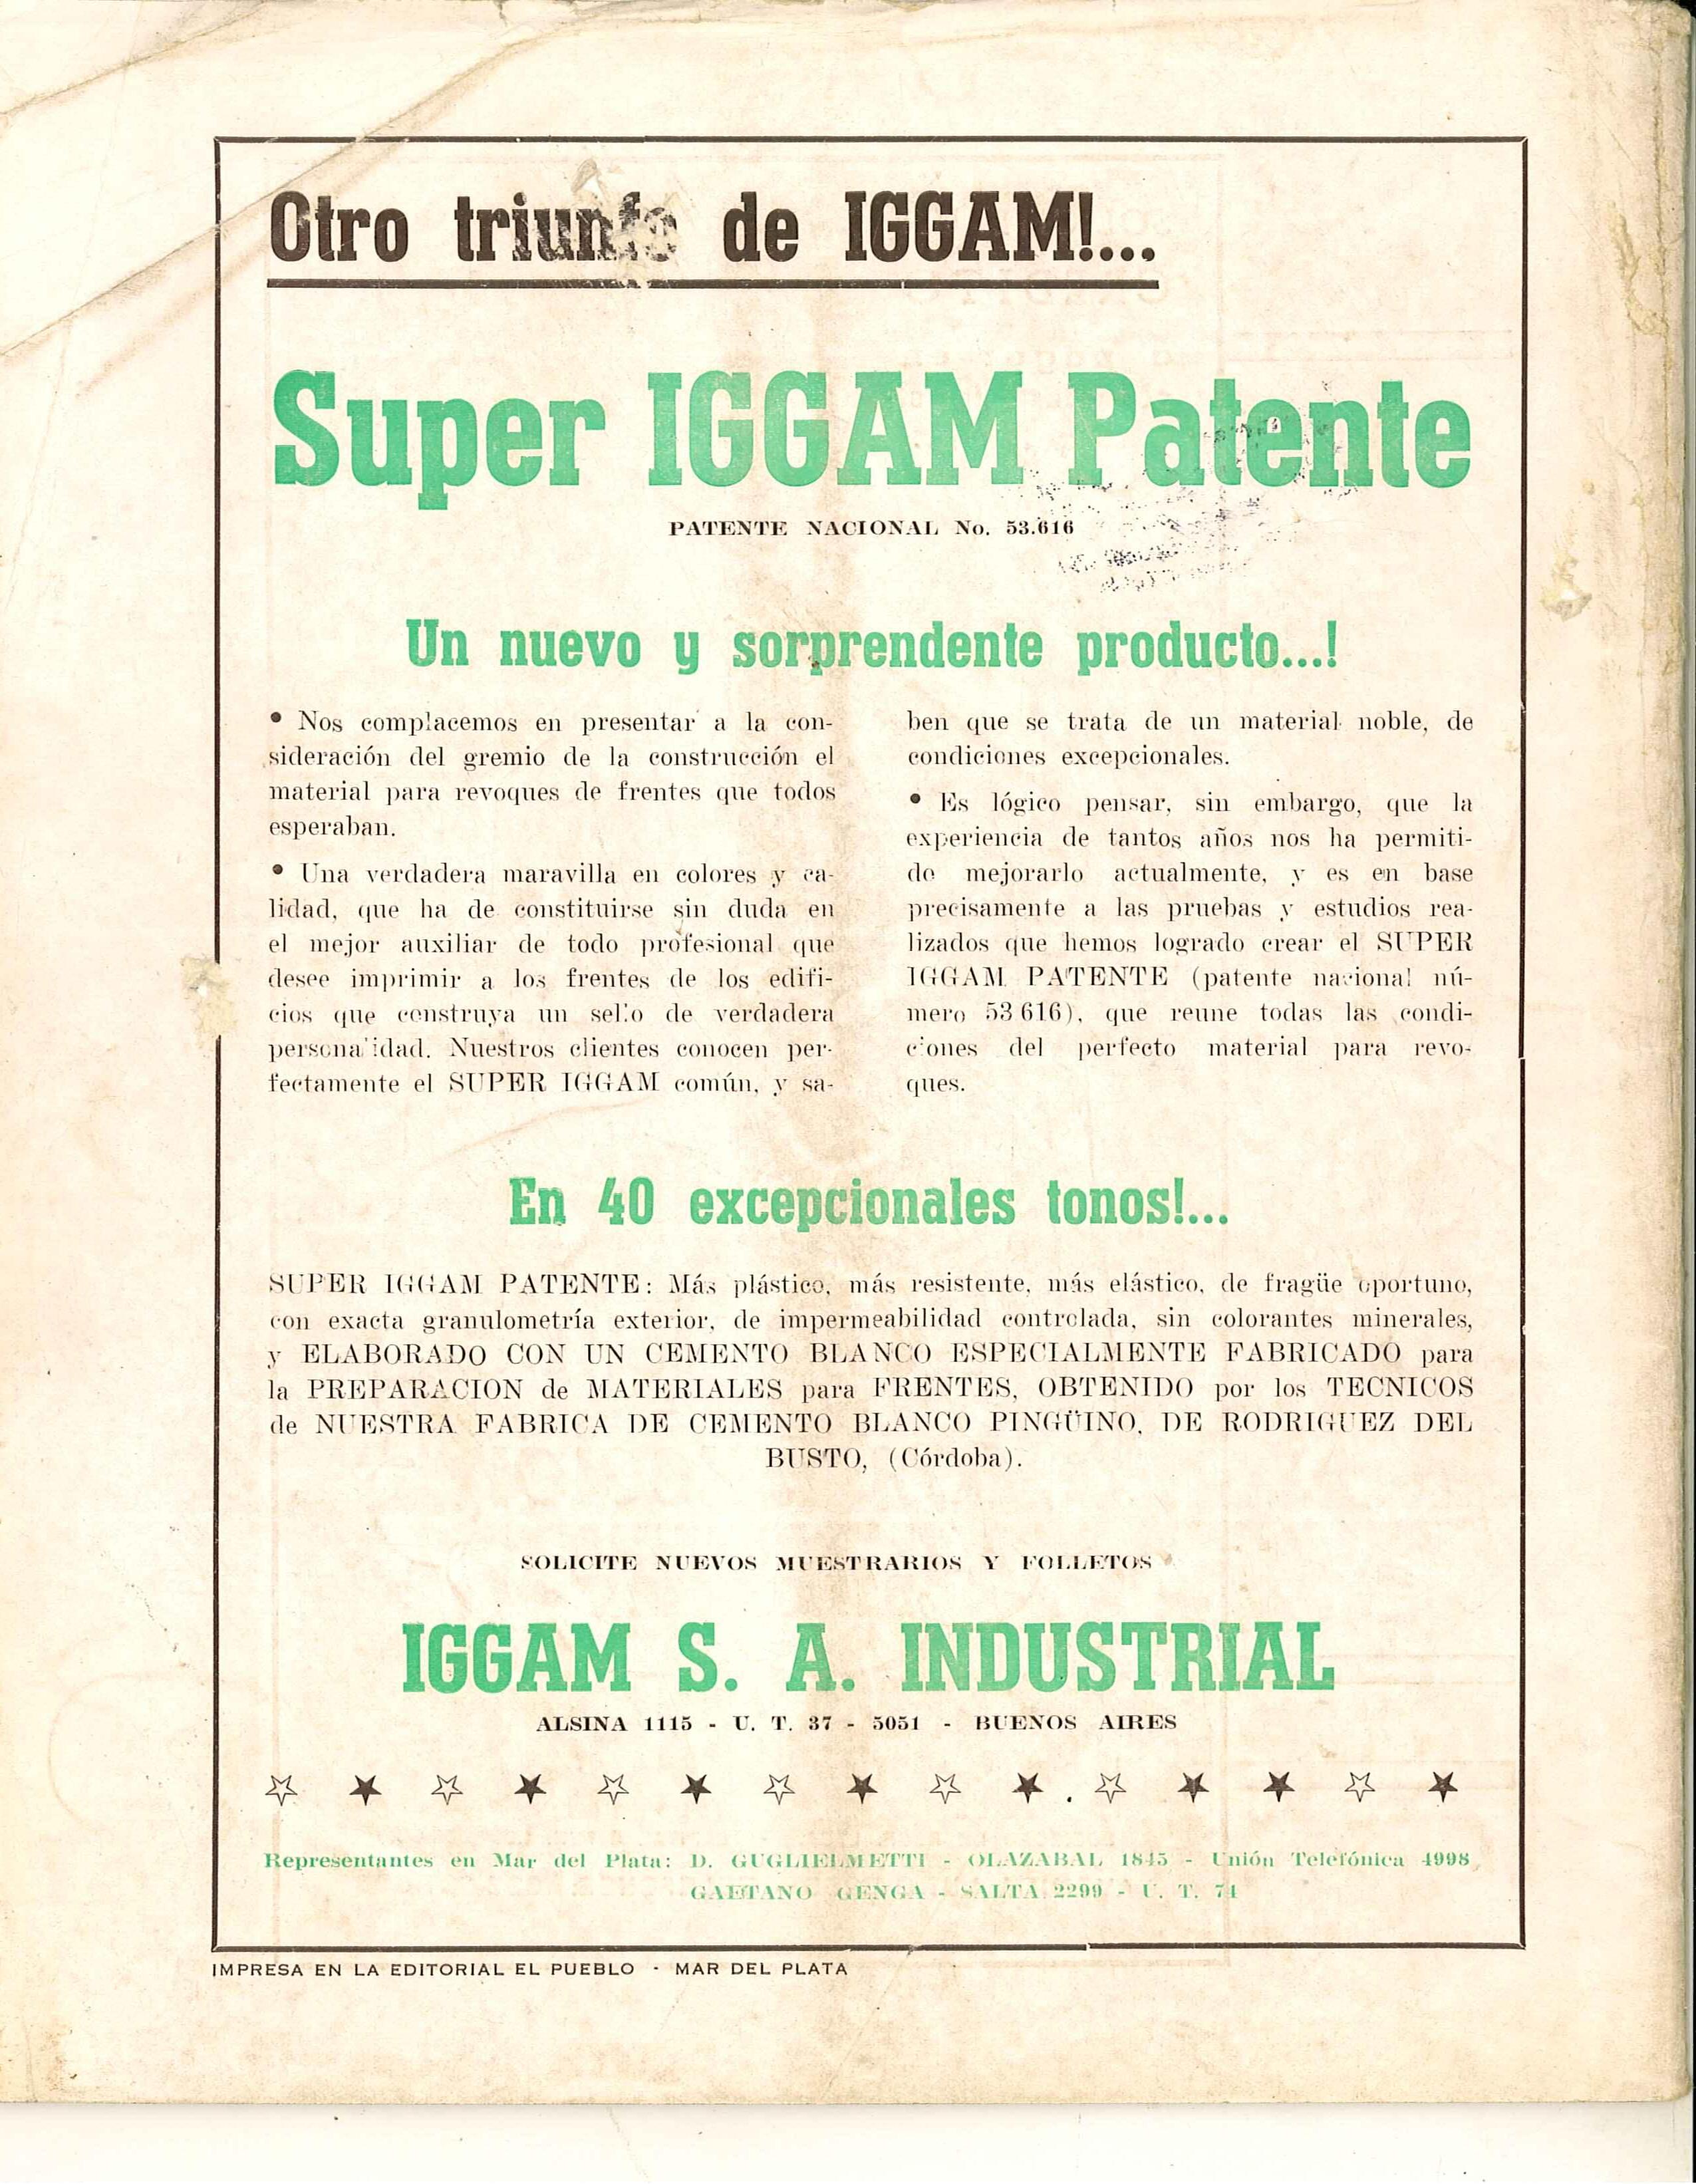 Otro triunfo de IGGAM!...
Super IGGAM Patente
PATENTE NACIONAL No. 53.616
Un nuevo y sorprendente producto...!
• Nos complacemos en presentar a la con-
sideración del gremio de la construcción el
material para revoques de frentes que todos
esperaban.
• Una verdadera maravilla en colores y ca-
lidad, que ha de constituirse sin duda en
el mejor auxiliar de todo profesional que
desee imprimir a los frentes de los edifi-
cios que construya un sello de verdadera
personalidad. Nuestros clientes conocen per-
fectamente el SUPER IGGAM común, y sa-
ben que se trata de un material noble, de
condiciones excepcionales.
• Es lógico pensar, sin embargo, que la
experiencia de tantos años nos ha permiti-
do mejorarlo actualmente, y es en base
precisamente a las pruebas y estudios rea-
lizados que hemos logrado crear el SUPER
IGGAM PATENTE (patente nacional nú-
mero 53 616), que reune todas las condi-
ciones del perfecto material para revo-
ques.
En 40 excepcionales tonos!...
SUPER IGGAM PATENTE: Más plástico, más resistente, más elástico, de fragüe oportuno,
con exacta granulometría exterior, de impermeabilidad controlada, sin colorantes minerales,
y ELABORADO CON UN CEMENTO BLANCO ESPECIALMENTE FABRICADO para
la PREPARACION de MATERIALES para FRENTES, OBTENIDO por los TECNICOS
de NUESTRA FABRICA DE CEMENTO BLANCO PINGÜINO, DE RODRIGUEZ DEL
BUSTO, (Córdoba).
SOLICITE NUEVOS MUESTRARIOS Y FOLLETOS
IGGAM S. A. INDUSTRIAL
ALSINA 1115 - U. T. 37 - 5051 - BUENOS AIRES
Representantes en Mar del Plata: D. GUGLIELMETTI - OLAZABAL 1845 - Unión Telefónica 4998
GAETANO GENGA - SALTA 2299 - U. T. 74
IMPRESA EN LA EDITORIAL EL PUEBLO - MAR DEL PLATA